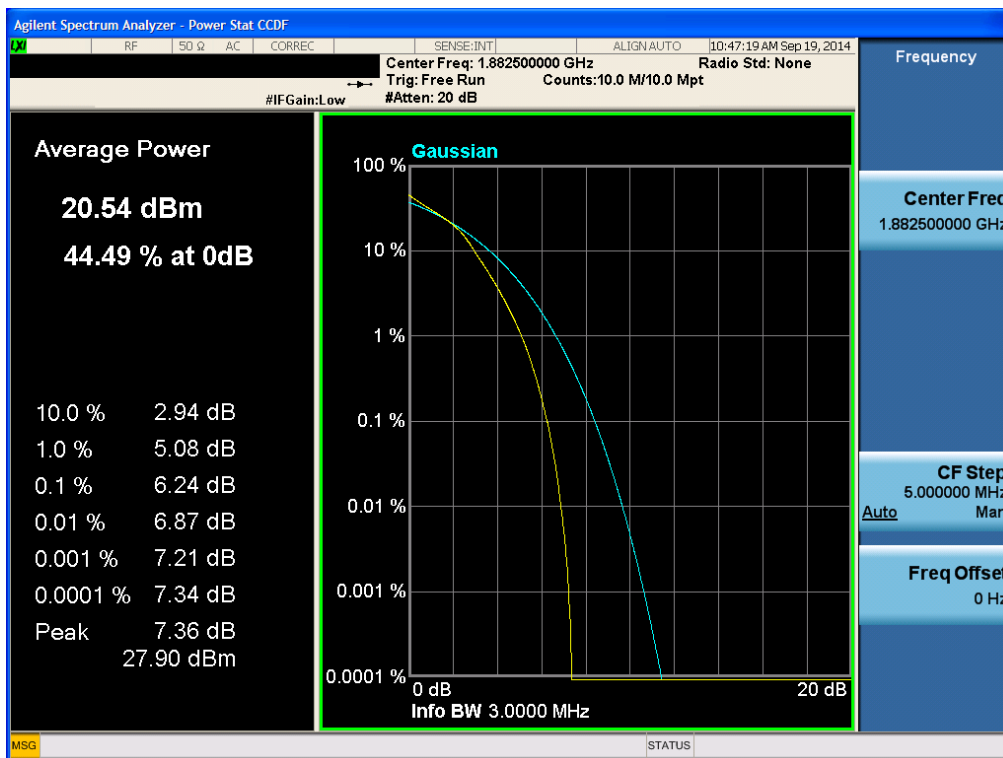 Agilent Spectrum Analyzer - Power Stat CCDF
LXI RF 50 Ω AC CORREC SENSE:INT ALIGN AUTO 10:47:19 AM Sep 19, 2014
Center Freq: 1.882500000 GHz Radio Std: None
Trig: Free Run Counts:10.0 M/10.0 Mpt
#IFGain:Low #Atten: 20 dB
Average Power
20.54 dBm
44.49 % at 0dB
10.0 % 2.94 dB
1.0 % 5.08 dB
0.1 % 6.24 dB
0.01 % 6.87 dB
0.001 % 7.21 dB
0.0001 % 7.34 dB
Peak 7.36 dB
27.90 dBm
Gaussian
100 %
10 %
1 %
0.1 %
0.01 %
0.001 %
0.0001 %
0 dB 20 dB
Info BW 3.0000 MHz
Frequency
Center Freq
1.882500000 GHz
CF Step
5.000000 MHz
Auto Man
Freq Offset
0 Hz
MSG STATUS